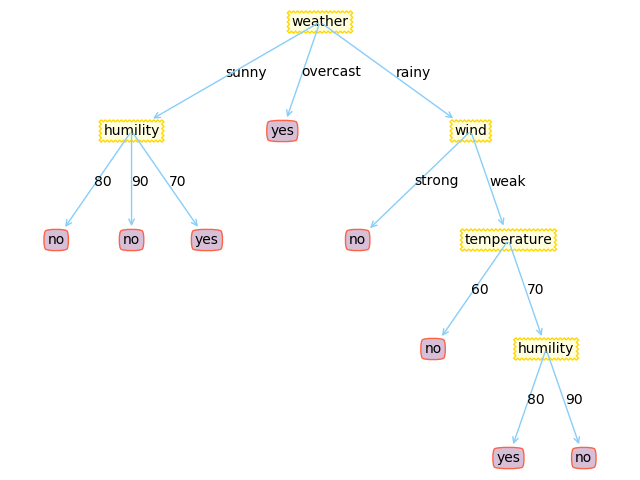 weather
sunny overcast rainy
humility yes wind
80 90 70 strong weak
no no yes no temperature
60 70
no humility
80 90
yes no